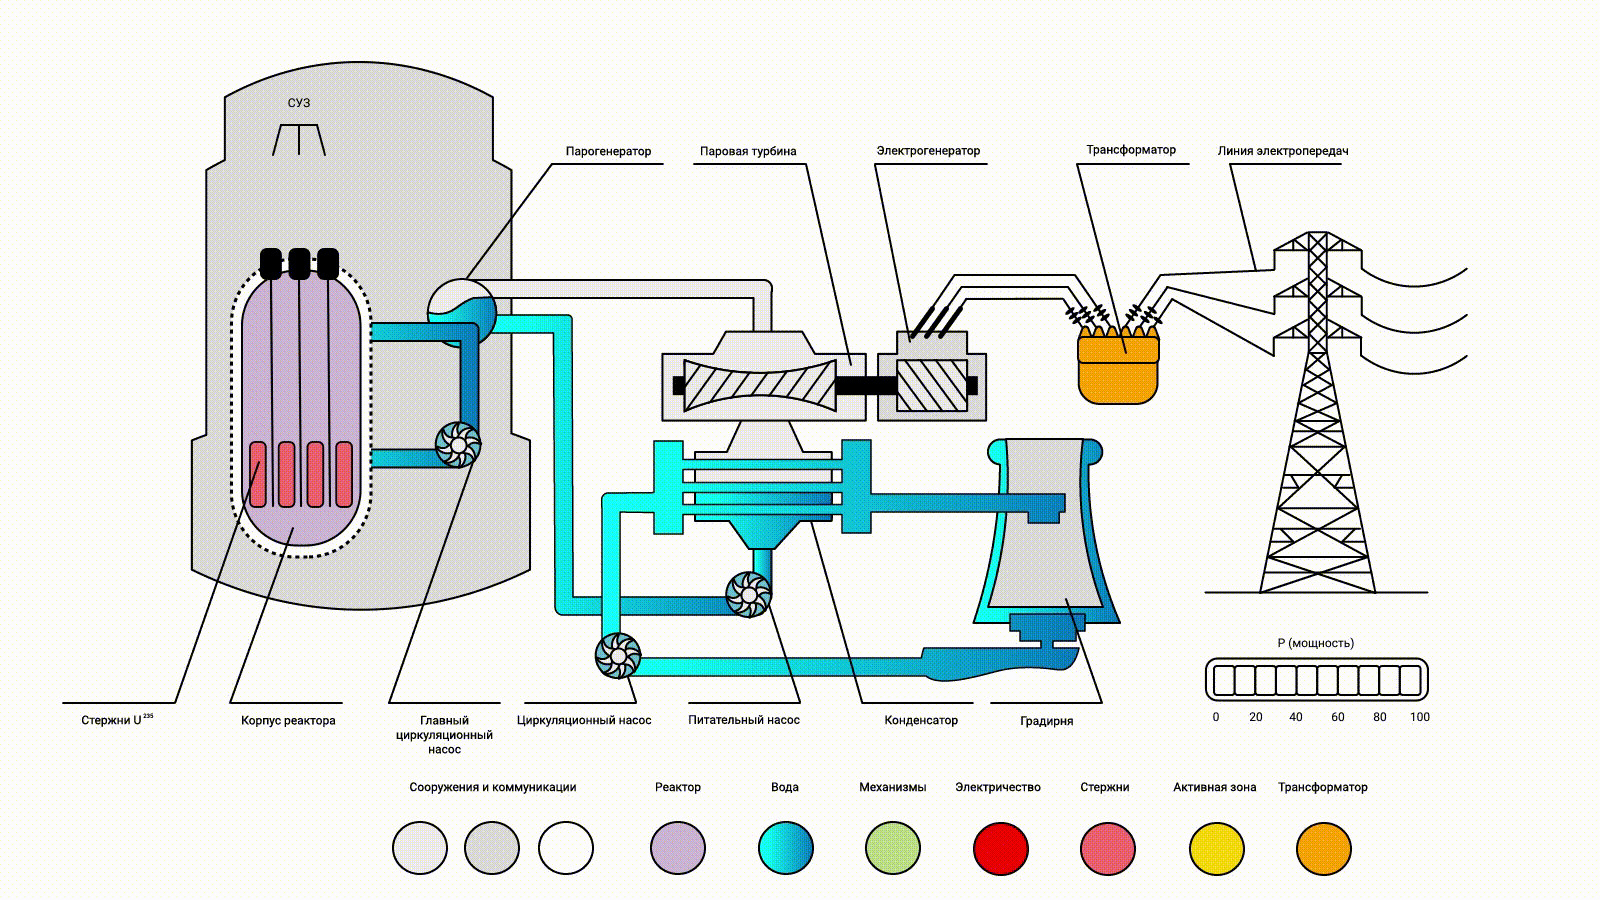 СУЗ
Парогенератор
Паровая турбина
Электрогенератор
Трансформатор
Линия электропередач
P (мощность)
0 20 40 60 80 100
Стержни U ²³⁵
Корпус реактора
Главный
циркуляционный
насос
Циркуляционный насос
Питательный насос
Конденсатор
Градирня
Сооружения и коммуникации
Реактор
Вода
Механизмы
Электричество
Стержни
Активная зона
Трансформатор